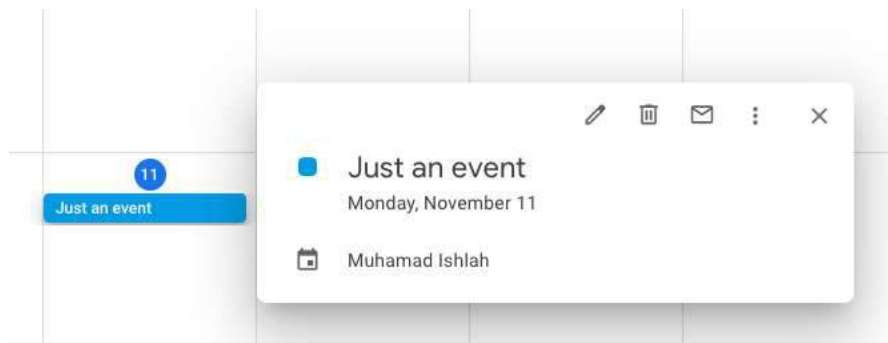 11
Just an event
Just an event
Monday, November 11
Muhamad Ishlah